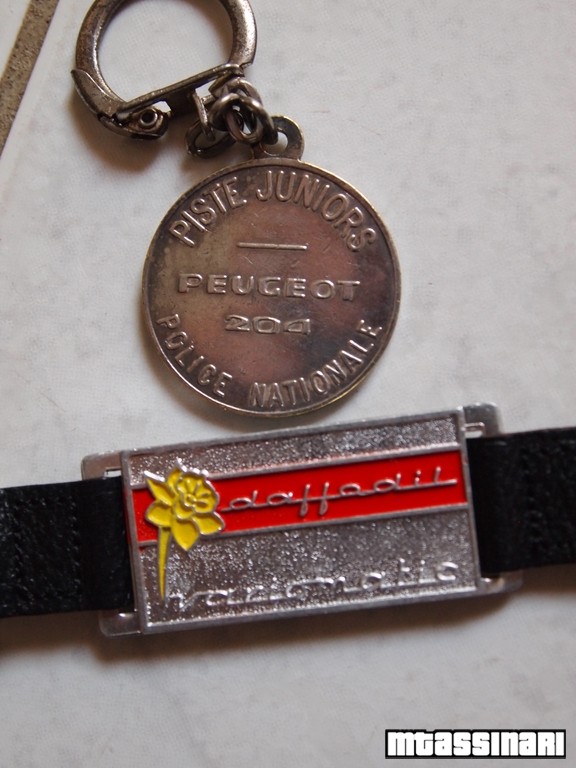 PISTE JUNIORS
PEUGEOT
204
POLICE NATIONALE
daffodil
variomatic
mtassinari